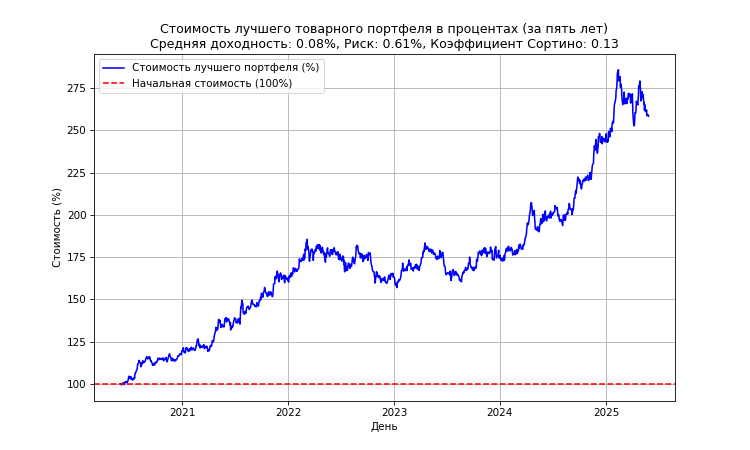 Стоимость лучшего товарного портфеля в процентах (за пять лет)
Средняя доходность: 0.08%, Риск: 0.61%, Коэффициент Сортино: 0.13
Стоимость лучшего портфеля (%)
Начальная стоимость (100%)
Стоимость (%)
275
250
225
200
175
150
125
100
2021 2022 2023 2024 2025
День